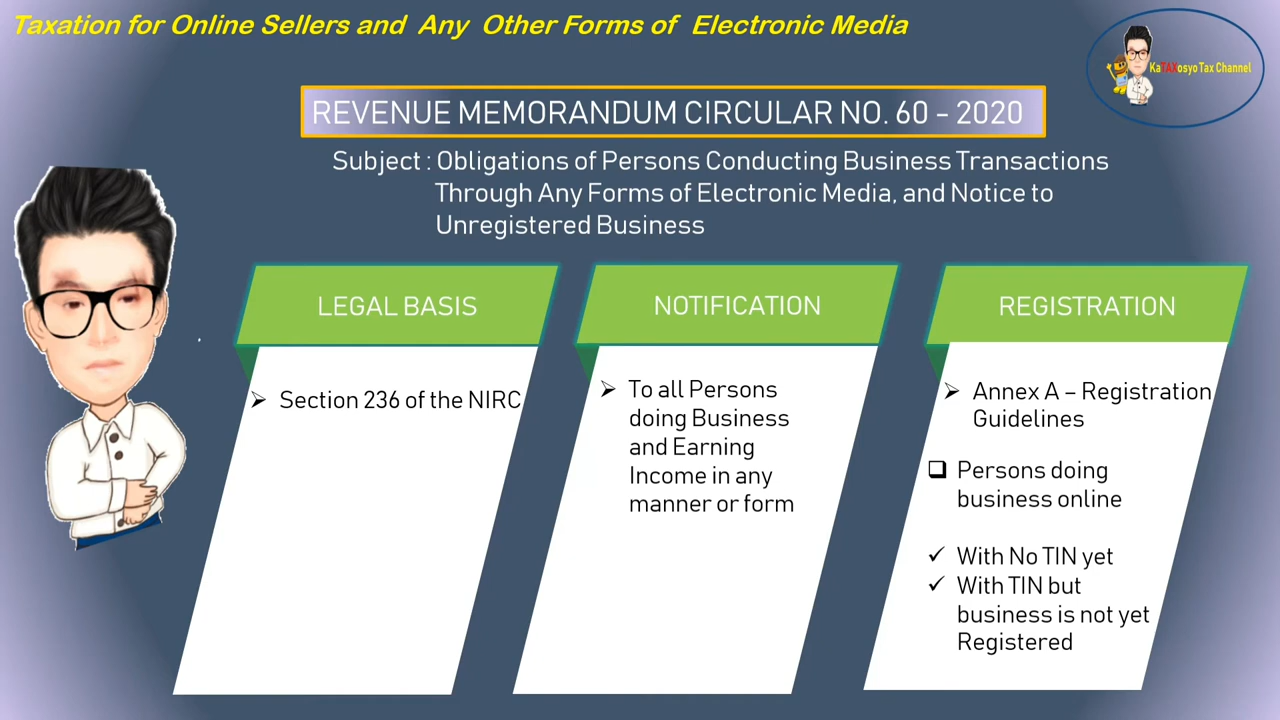 Taxation for Online Sellers and Any Other Forms of Electronic Media
KaTAXosyo Tax Channel
REVENUE MEMORANDUM CIRCULAR NO. 60 - 2020
Subject : Obligations of Persons Conducting Business Transactions
Through Any Forms of Electronic Media, and Notice to
Unregistered Business
LEGAL BASIS
➢ Section 236 of the NIRC
NOTIFICATION
➢ To all Persons
doing Business
and Earning
Income in any
manner or form
REGISTRATION
➢ Annex A – Registration
Guidelines
❑ Persons doing
business online
✓ With No TIN yet
✓ With TIN but
business is not yet
Registered